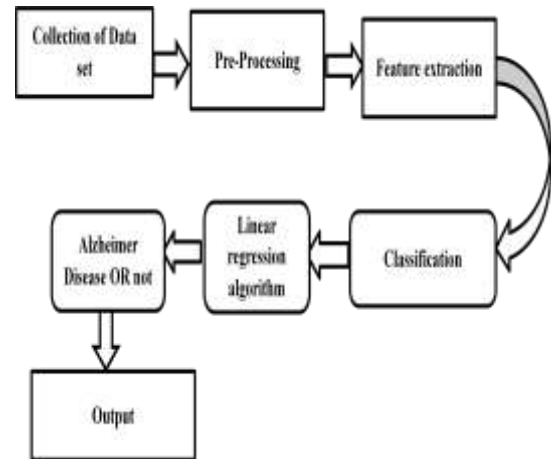 Collection of Data
set
Pre-Processing
Feature extraction
Classification
Linear
regression
algorithm
Alzheimer
Disease OR not
Output